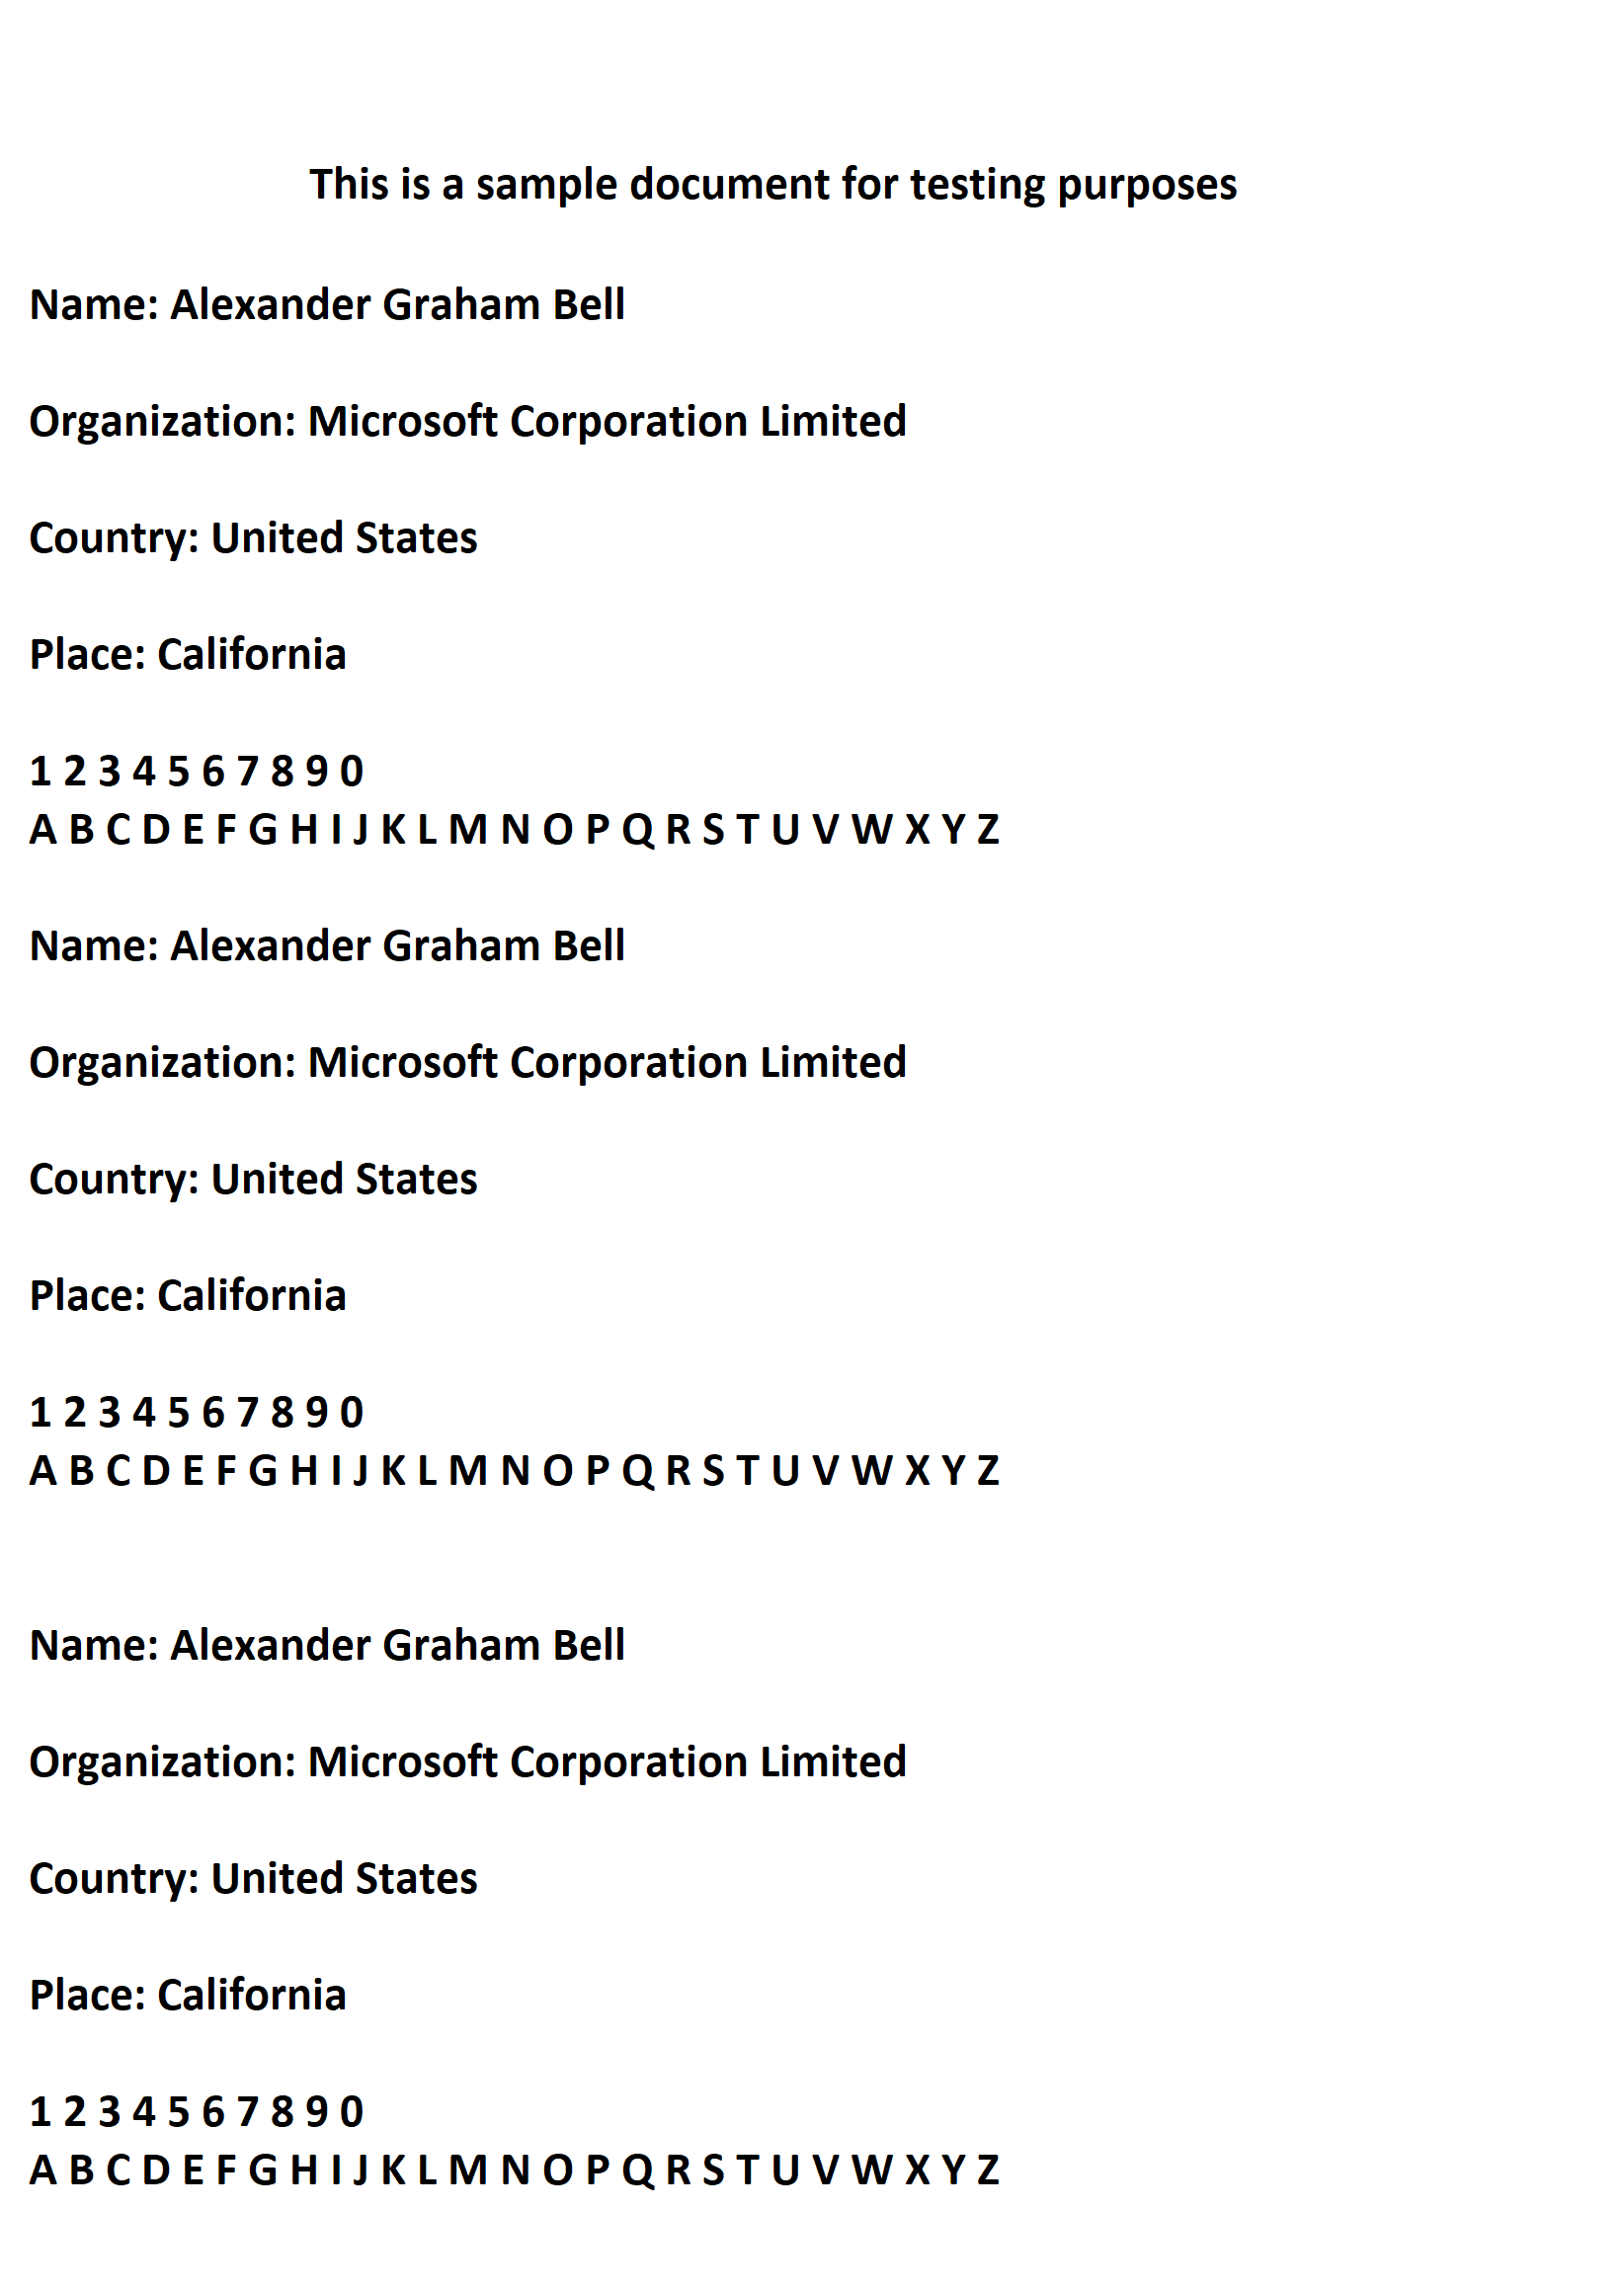 This is a sample document for testing purposes
Name: Alexander Graham Bell
Organization: Microsoft Corporation Limited
Country: United States
Place: California
1 2 3 4 5 6 7 8 9 0
A B C D E F G H I J K L M N O P Q R S T U V W X Y Z
Name: Alexander Graham Bell
Organization: Microsoft Corporation Limited
Country: United States
Place: California
1 2 3 4 5 6 7 8 9 0
A B C D E F G H I J K L M N O P Q R S T U V W X Y Z
Name: Alexander Graham Bell
Organization: Microsoft Corporation Limited
Country: United States
Place: California
1 2 3 4 5 6 7 8 9 0
A B C D E F G H I J K L M N O P Q R S T U V W X Y Z